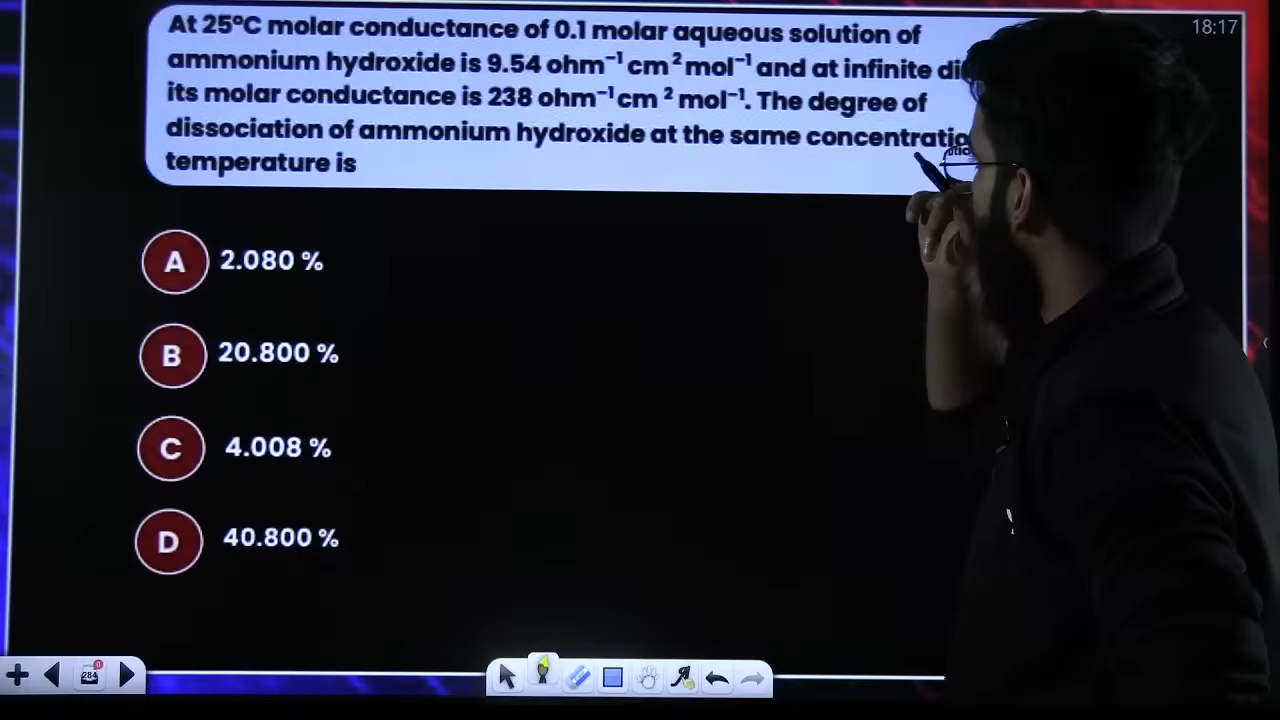 18:17
At 25°C molar conductance of 0.1 molar aqueous solution of
ammonium hydroxide is 9.54 ohm⁻¹ cm² mol⁻¹ and at infinite
its molar conductance is 238 ohm⁻¹ cm² mol⁻¹. The degree of
dissociation of ammonium hydroxide at the same
temperature is
A 2.080 %
B 20.800 %
C 4.008 %
D 40.800 %
284